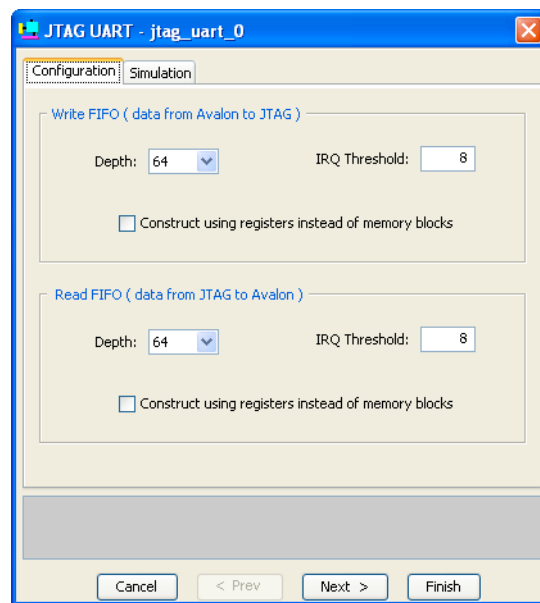 JTAG UART - jtag_uart_0
Configuration Simulation
Write FIFO ( data from Avalon to JTAG )
Depth: 64 IRQ Threshold: 8
Construct using registers instead of memory blocks
Read FIFO ( data from JTAG to Avalon )
Depth: 64 IRQ Threshold: 8
Construct using registers instead of memory blocks
Cancel < Prev Next > Finish